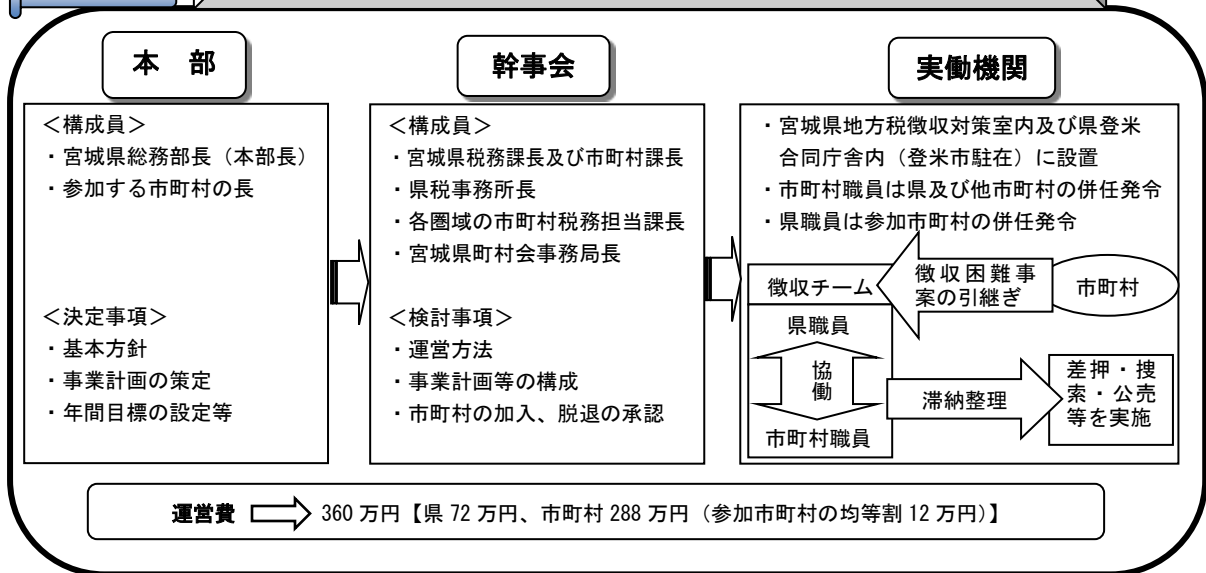 本　部
＜構成員＞
・宮城県総務部長（本部長）
・参加する市町村の長
＜決定事項＞
・基本方針
・事業計画の策定
・年間目標の設定等
幹事会
＜構成員＞
・宮城県税務課長及び市町村課長
・県税事務所長
・各圏域の市町村税務担当課長
・宮城県町村会事務局長
＜検討事項＞
・運営方法
・事業計画等の構成
・市町村の加入、脱退の承認
実働機関
・宮城県地方税徴収対策室内及び県登米
合同庁舎内（登米市駐在）に設置
・市町村職員は県及び他市町村の併任発令
・県職員は参加市町村の併任発令
徴収チーム
徴収困難事
案の引継ぎ
市町村
県職員
協
働
市町村職員
滞納整理
差押・捜
索・公売
等を実施
運営費 360 万円【県 72 万円、市町村 288 万円（参加市町村の均等割 12 万円）】